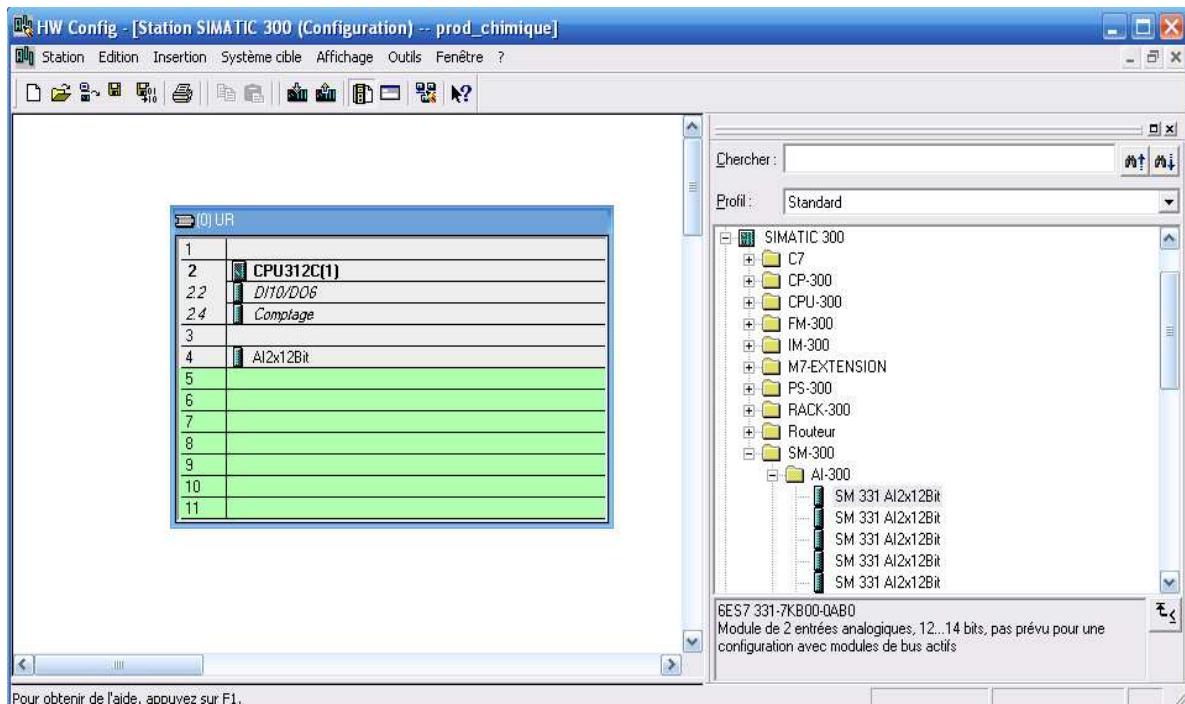 HW Config - [Station SIMATIC 300 (Configuration) -- prod_chimique]
Station Edition Insertion Système cible Affichage Outils Fenêtre ?
(0) UR
1
2 CPU312C(1)
2.2 DI10/DO6
2.4 Comptage
3
4 AI2x12Bit
5
6
7
8
9
10
11
Chercher :
Profil : Standard
SIMATIC 300
C7
CP-300
CPU-300
FM-300
IM-300
M7-EXTENSION
PS-300
RACK-300
Routeur
SM-300
AI-300
SM 331 AI2x12Bit
SM 331 AI2x12Bit
SM 331 AI2x12Bit
SM 331 AI2x12Bit
SM 331 AI2x12Bit
6ES7 331-7KB00-0AB0
Module de 2 entrées analogiques, 12...14 bits, pas prévu pour une
configuration avec modules de bus actifs
Pour obtenir de l'aide, appuyez sur F1.